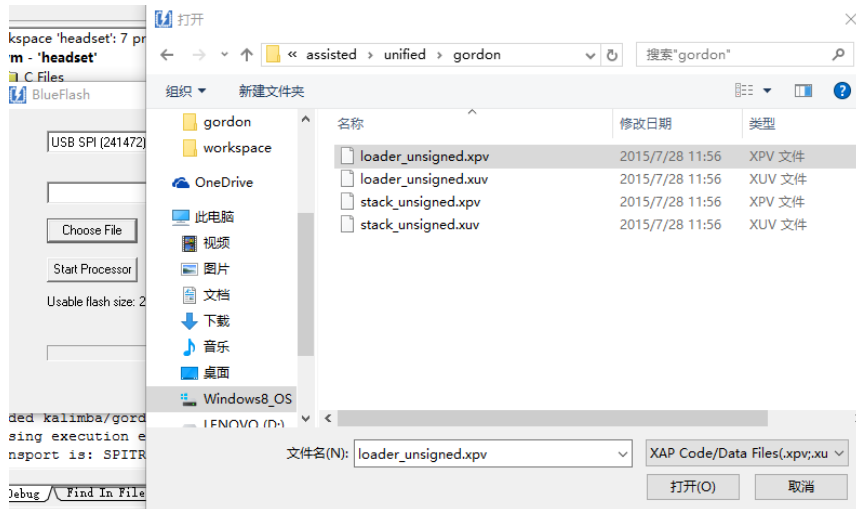 kspace 'headset': 7 pr
rm - 'headset'
C Files
BlueFlash
USB SPI (241472)
Choose File
Start Processor
Usable flash size: 2
ded kalimba/gord
sing execution e
nsport is: SPITR
Debug
Find In File
打开
« assisted › unified › gordon
搜索"gordon"
组织
新建文件夹
gordon
workspace
OneDrive
此电脑
视频
图片
文档
下载
音乐
桌面
Windows8_OS
LENOVO (D:)
名称 修改日期 类型
loader_unsigned.xpv 2015/7/28 11:56 XPV 文件
loader_unsigned.xuv 2015/7/28 11:56 XUV 文件
stack_unsigned.xpv 2015/7/28 11:56 XPV 文件
stack_unsigned.xuv 2015/7/28 11:56 XUV 文件
文件名(N): loader_unsigned.xpv
XAP Code/Data Files(.xpv;.xu
打开(O) 取消